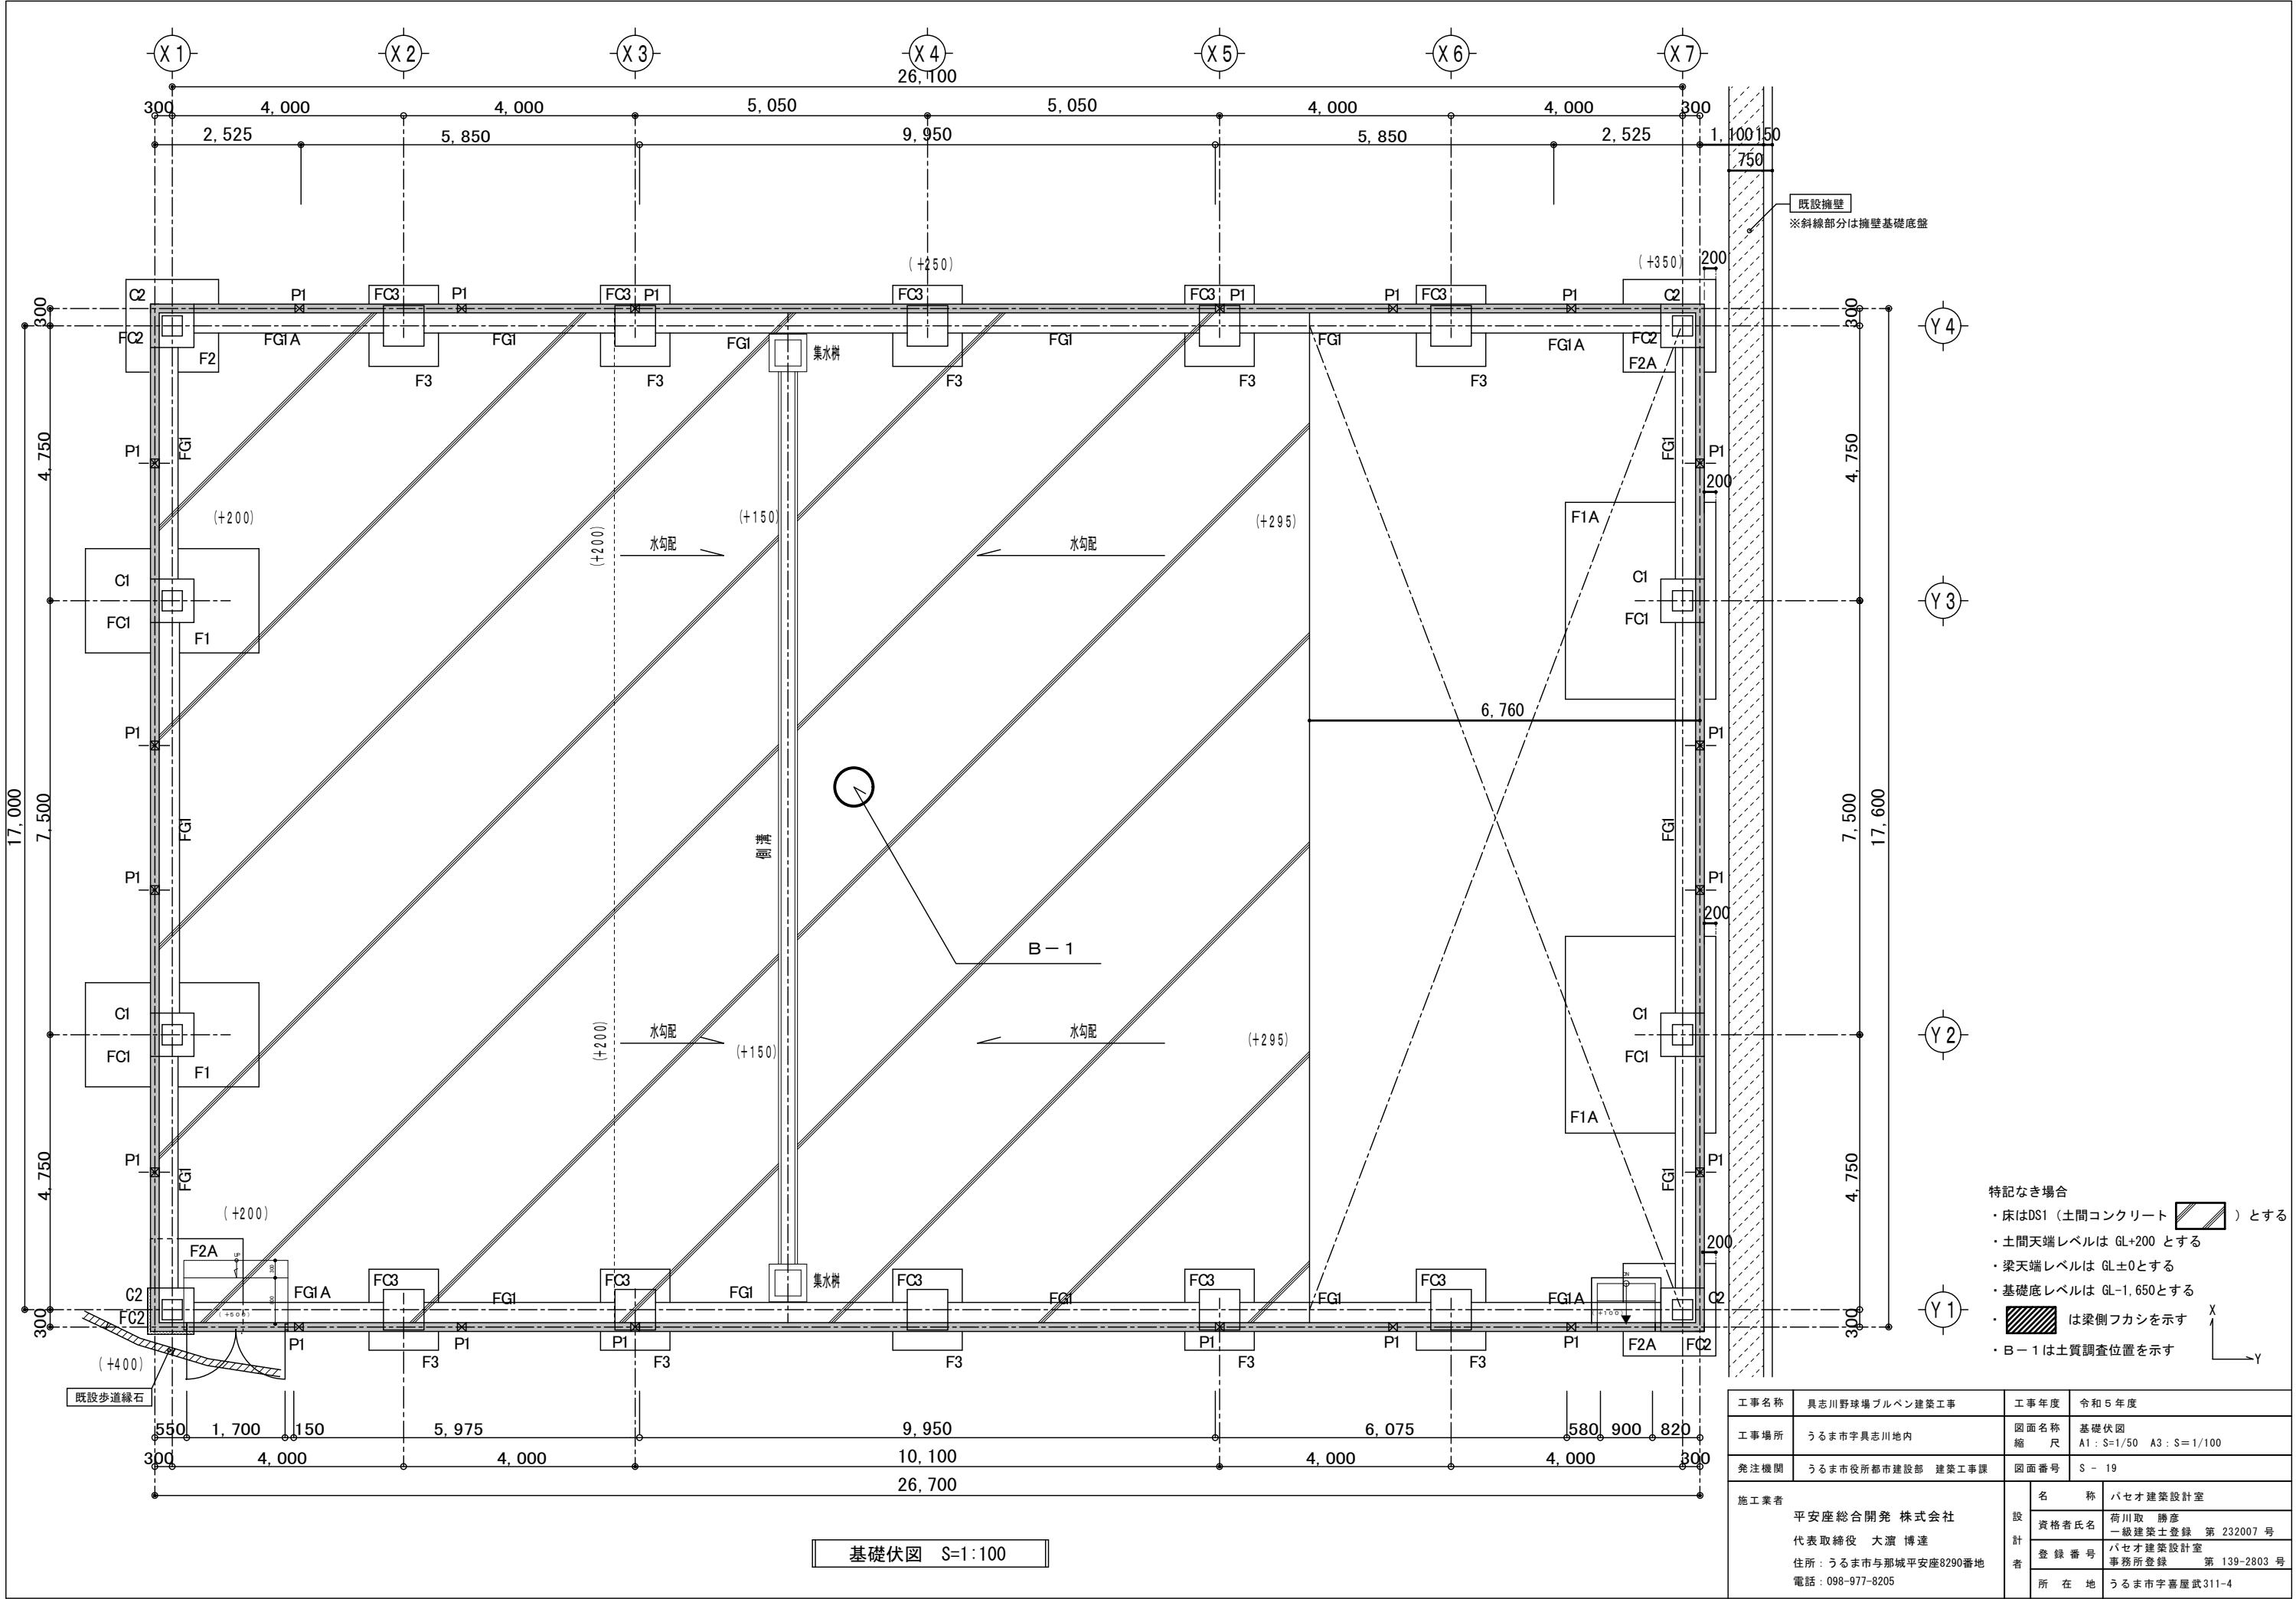 X1 X2 X3 X4 X5 X6 X7
26,100
300 4,000 4,000 5,050 5,050 4,000 4,000 300
2,525 5,850 9,950 5,850 2,525 1,100 150
750
既設擁壁
※斜線部分は擁壁基礎底盤
(+250) (+350) 200
300 C2 P1 FC3 P1 FC3 P1 FC3 FC3 P1 P1 FC3 P1 C2 300
Y4
FC2 FG1A FG1 FG1 集水桝 FG1 FG1 FG1A FC2
F2 F3 F3 F3 F3 F3 F2A
4,750 P1 FG1 FG1 P1 4,750
200
(+200) (+200) (+150) (+295) F1A
水勾配 水勾配
C1 C1
Y3
FC1 F1 FC1
6,760
P1 P1
17,000 7,500 FG1 側溝 FG1 7,500 17,600
P1 P1
200
B-1
C1 (+200) 水勾配 (+150) 水勾配 (+295) C1
Y2
FC1 F1 FC1
F1A
4,750 P1 FG1 FG1 P1 4,750
(+200)
200
F2A FC3 FC3 集水桝 FC3 FC3 FC3
C2 FG1A FG1 FG1 FG1 FG1 FG1 FG1A C2
Y1
FC2 (+500) DN +100
300 P1 P1 P1 P1 P1 P1 F2A FC2 300
(+400) F3 F3 F3 F3 F3
既設歩道縁石
550 1,700 150 5,975 9,950 6,075 580 900 820
300 4,000 4,000 10,100 4,000 4,000 300
26,700
基礎伏図 S=1:100
特記なき場合
・床はDS1（土間コンクリート ）とする
・土間天端レベルは GL+200 とする
・梁天端レベルは GL±0とする
・基礎底レベルは GL-1,650とする
・ は梁側フカシを示す
・B-1は土質調査位置を示す
X
Y
工事名称 具志川野球場ブルペン建築工事 工事年度 令和5年度
工事場所 うるま市字具志川地内 図面名称 基礎伏図
縮 尺 A1：S=1/50 A3：S=1/100
発注機関 うるま市役所都市建設部 建築工事課 図面番号 S - 19
施工業者
平安座総合開発 株式会社
代表取締役 大濵 博達
住所：うるま市与那城平安座8290番地
電話：098-977-8205
設計者
名 称 パセオ建築設計室
資格者氏名 荷川取 勝彦
一級建築士登録 第 232007 号
登録番号 パセオ建築設計室
事務所登録 第 139-2803 号
所在地 うるま市字喜屋武311-4